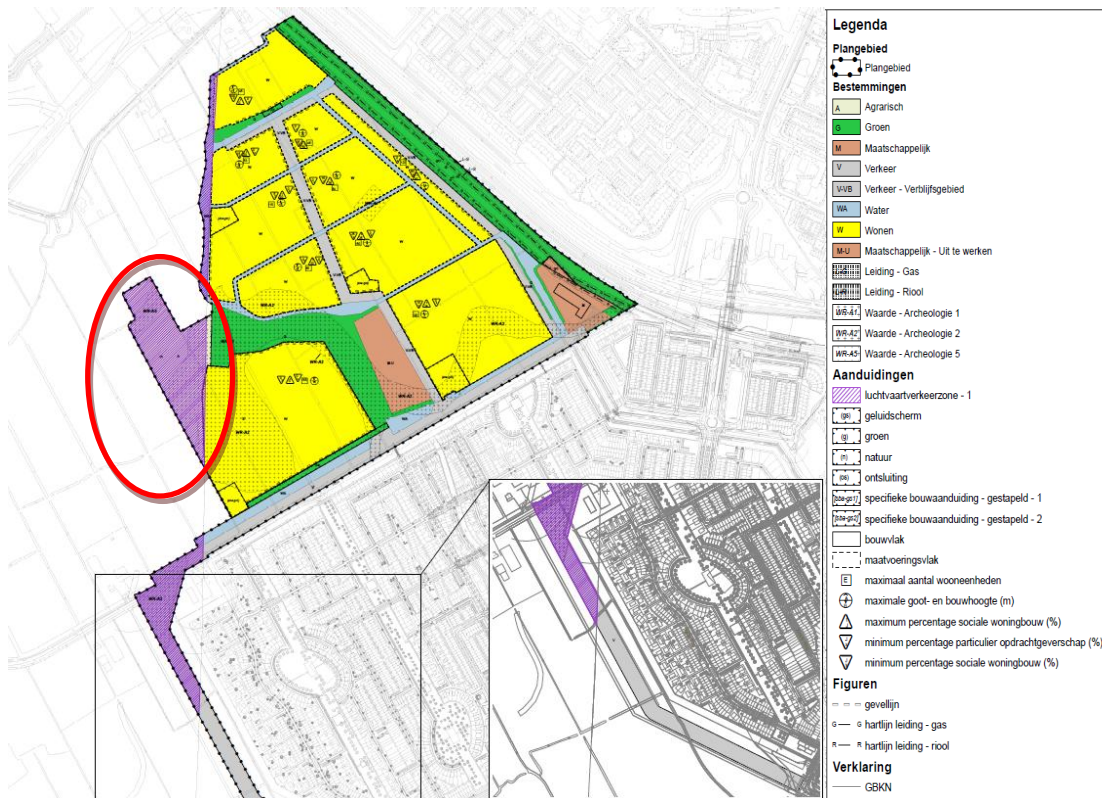 Legenda
Plangebied
Plangebied
Bestemmingen
A Agrarisch
G Groen
M Maatschappelijk
V Verkeer
V-VB Verkeer - Verblijfsgebied
WA Water
W Wonen
M-U Maatschappelijk - Uit te werken
Leiding - Gas
Leiding - Riool
WR-A1 Waarde - Archeologie 1
WR-A2 Waarde - Archeologie 2
WR-A5 Waarde - Archeologie 5
Aanduidingen
luchtvaartverkeerzone - 1
(gs) geluidscherm
(g) groen
(n) natuur
(os) ontsluiting
[sba-gs1] specifieke bouwaanduiding - gestapeld - 1
[sba-gs2] specifieke bouwaanduiding - gestapeld - 2
bouwvlak
maatvoeringsvlak
E maximaal aantal wooneenheden
maximale goot- en bouwhoogte (m)
maximum percentage sociale woningbouw (%)
minimum percentage particulier opdrachtgeverschap (%)
minimum percentage sociale woningbouw (%)
Figuren
gevellijn
G G hartlijn leiding - gas
R R hartlijn leiding - riool
Verklaring
GBKN